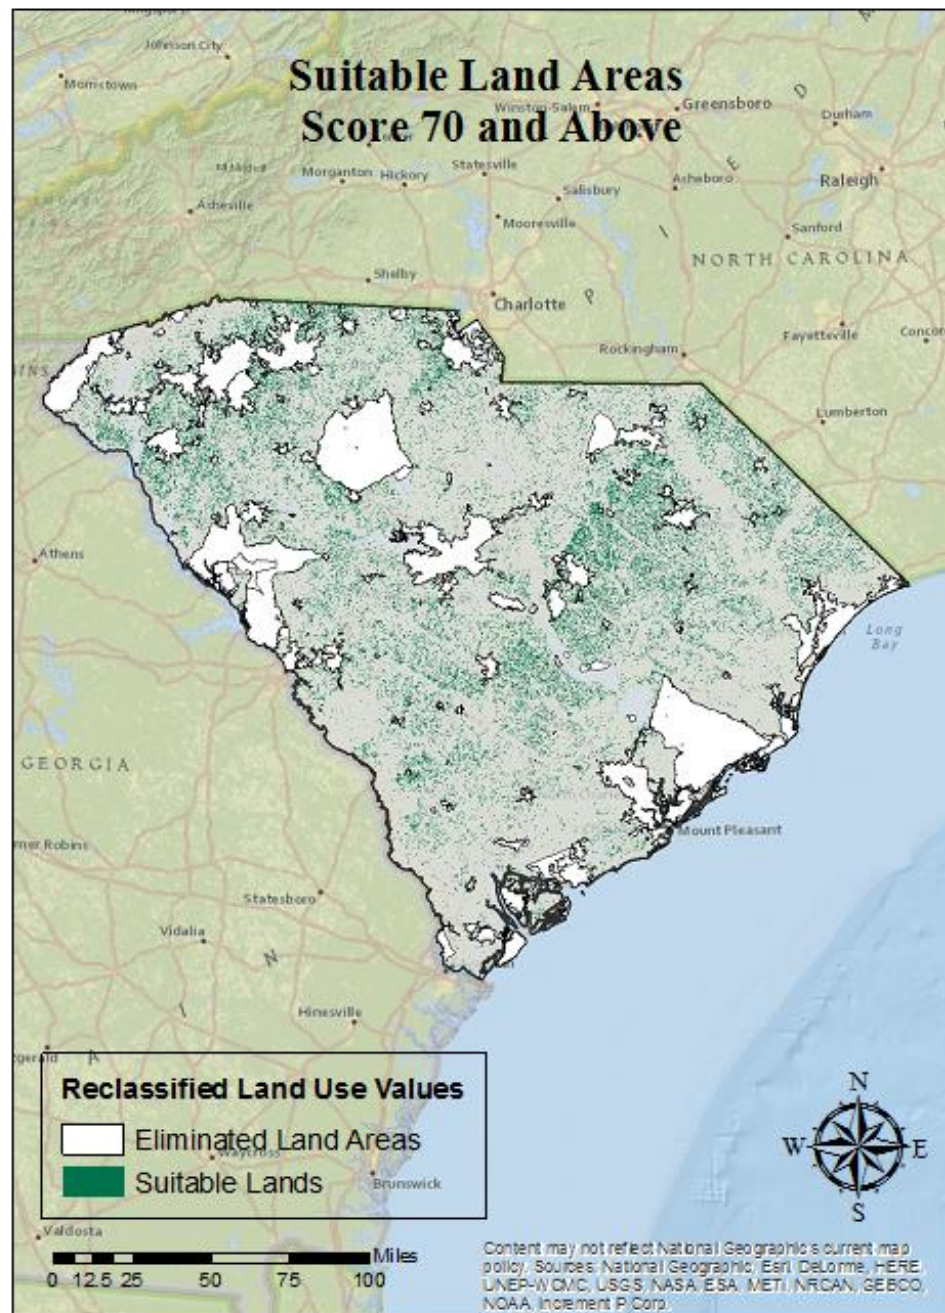 Johnson City
Morristown
Suitable Land Areas
Score 70 and Above
Winston-Salem
Greensboro
Durham
D
E
I
P
Statesville
Morganton
Hickory
Asheboro
Raleigh
Salisbury
Asheville
Mooresville
Sanford
NORTH CAROLINA
Shelby
Charlotte
Fayetteville
Rockingham
Lumberton
Athens
Long
Bay
GEORGIA
Mount Pleasant
Statesboro
Vidalia
N
I
A
Hinesville
Reclassified Land Use Values
Eliminated Land Areas
Waycross
Suitable Lands
Brunswick
Valdosta
N
W
E
S
Miles
0 12.5 25 50 75 100
Content may not reflect National Geographic's current map
policy. Sources: National Geographic, Esri, DeLorme, HERE,
UNEP-WCMC, USGS, NASA, ESA, METI, NRCAN, GEBCO,
NOAA, Increment P Corp.